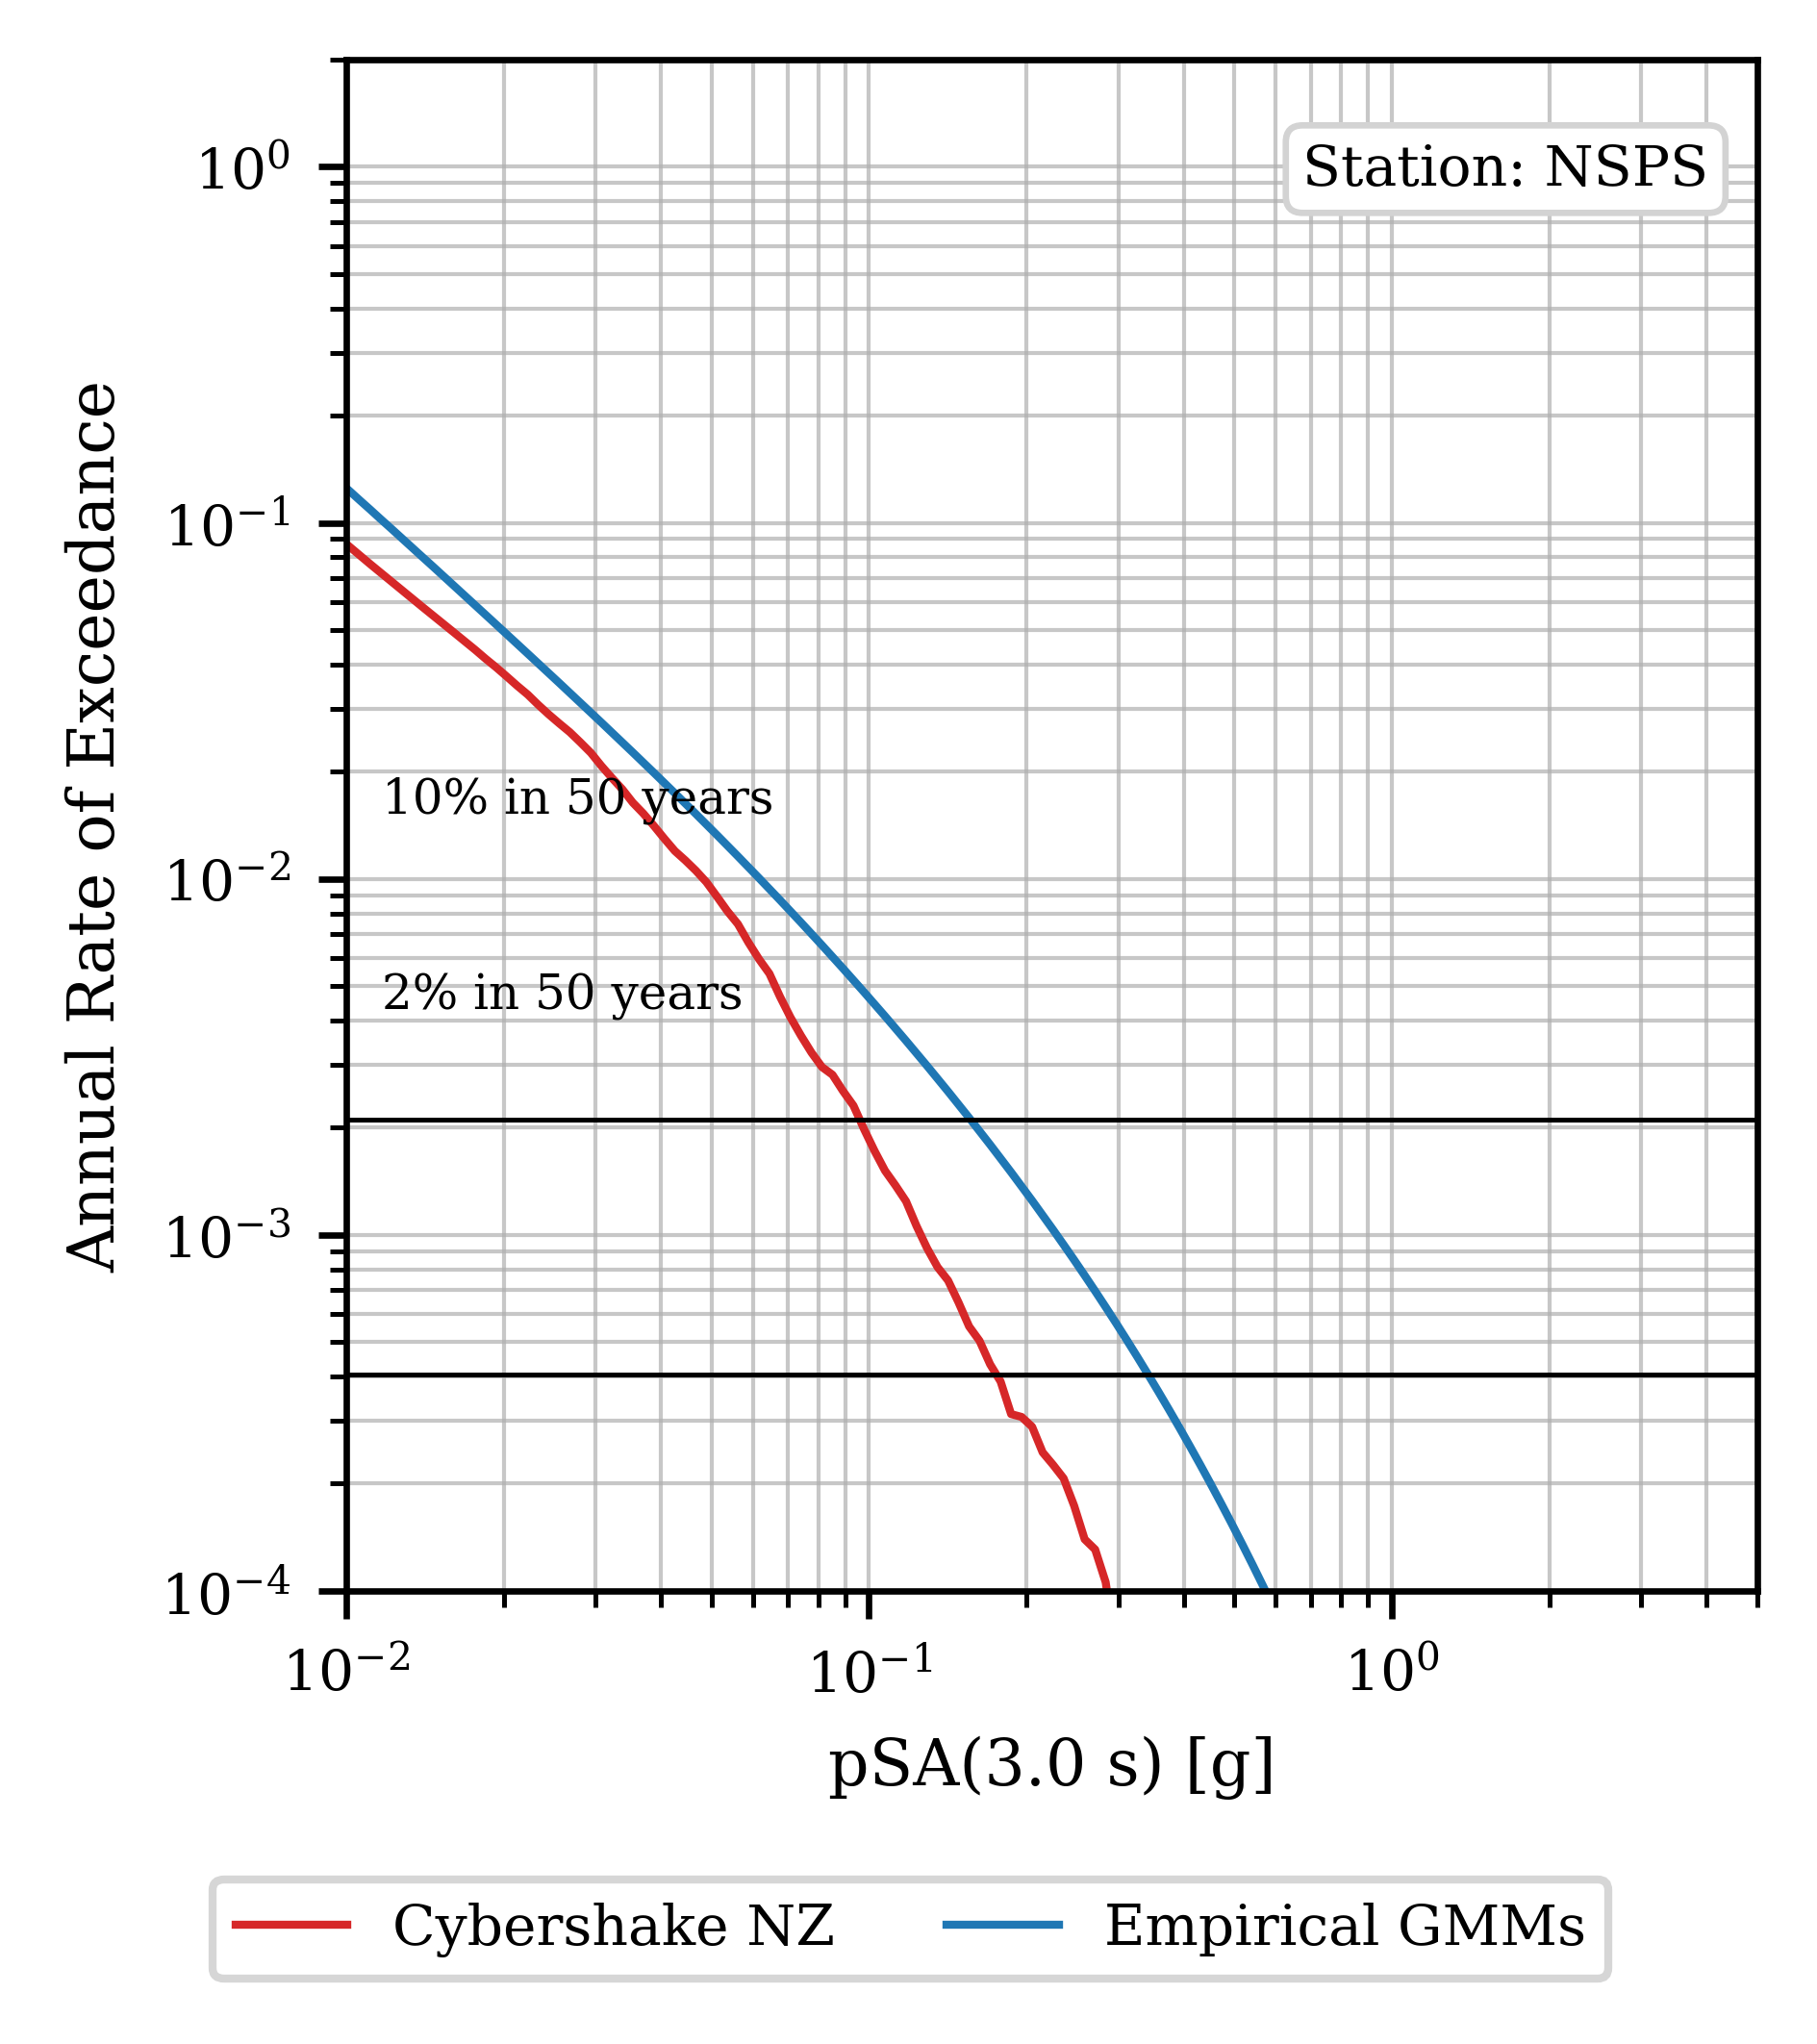 Station: NSPS
Annual Rate of Exceedance
10⁰
10⁻¹
10⁻²
10⁻³
10⁻⁴
10% in 50 years
2% in 50 years
10⁻² 10⁻¹ 10⁰
pSA(3.0 s) [g]
Cybershake NZ Empirical GMMs